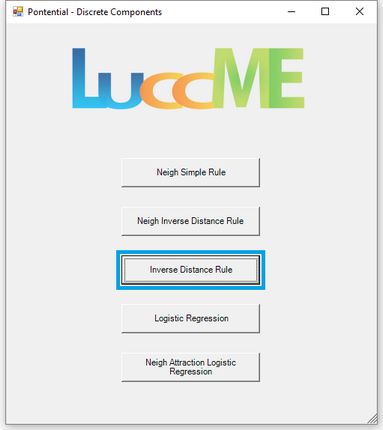 Pontential - Discrete Components
LuccME
Neigh Simple Rule
Neigh Inverse Distance Rule
Inverse Distance Rule
Logistic Regression
Neigh Attraction Logistic
Regression